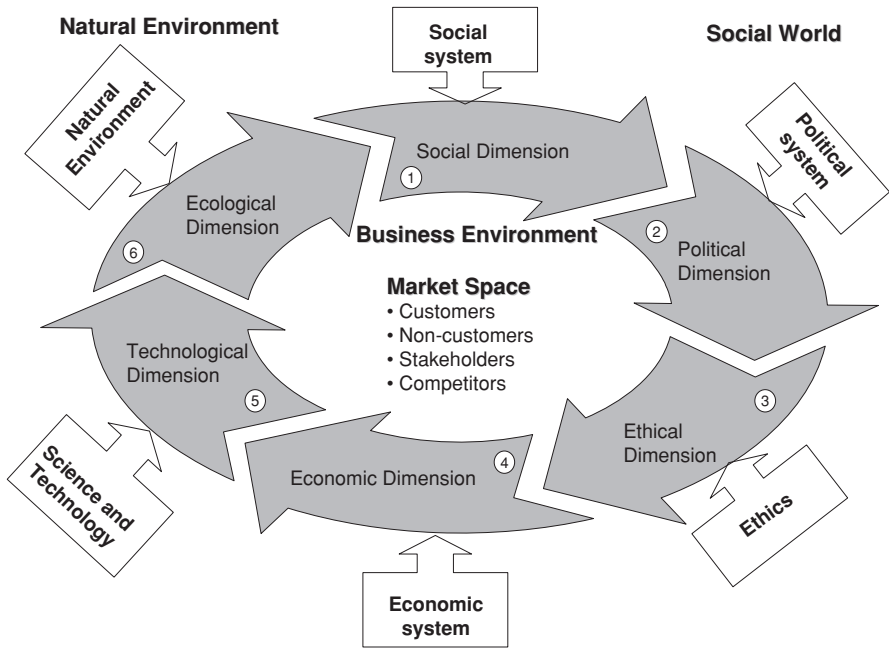 Natural Environment
Social
system
Social World
Natural
Environment
Political
system
Social Dimension
1
Ecological
Dimension
6
Business Environment
2
Political
Dimension
Market Space
• Customers
• Non-customers
• Stakeholders
• Competitors
Technological
Dimension
5
3
Ethical
Dimension
Economic Dimension
4
Science and
Technology
Ethics
Economic
system